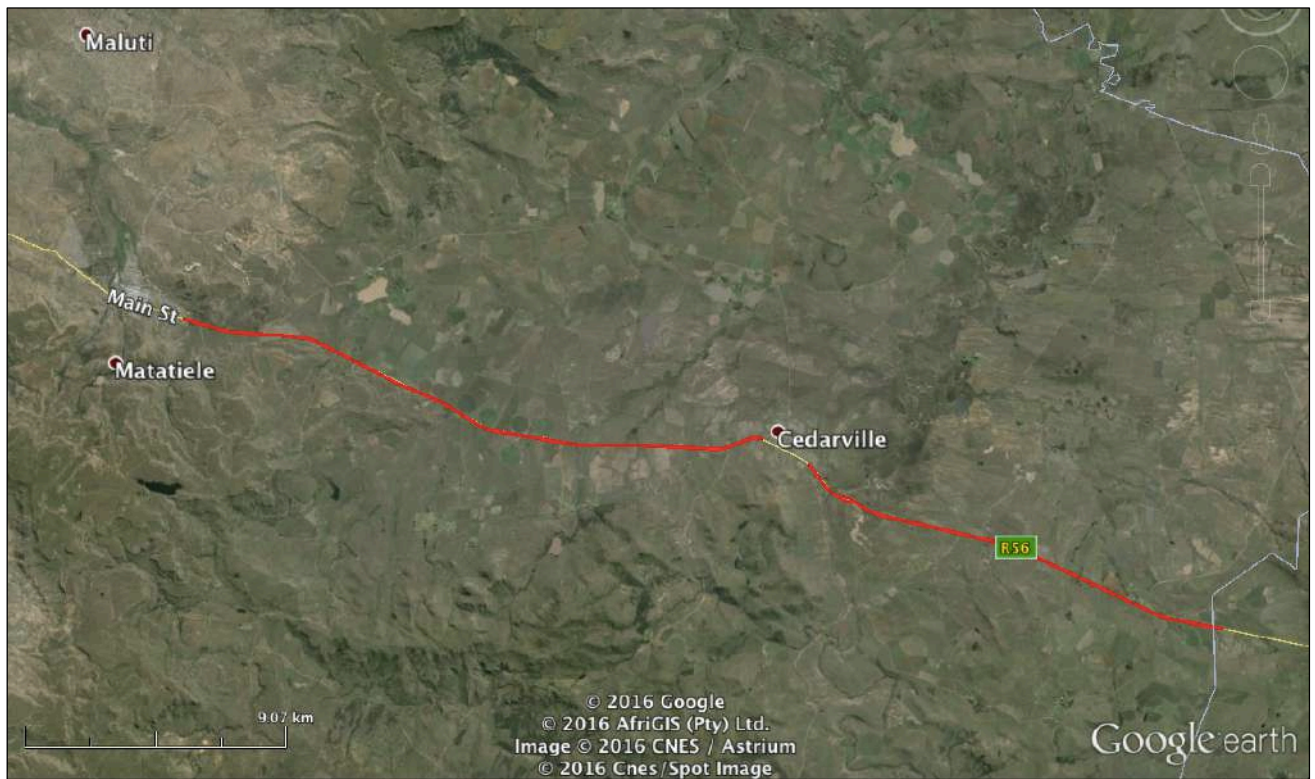 Maluti
Main St
Matatiele
Cedarville
R56
9.07 km
© 2016 Google
© 2016 AfriGIS (Pty) Ltd.
Image © 2016 CNES / Astrium
© 2016 Cnes/Spot Image
Google earth